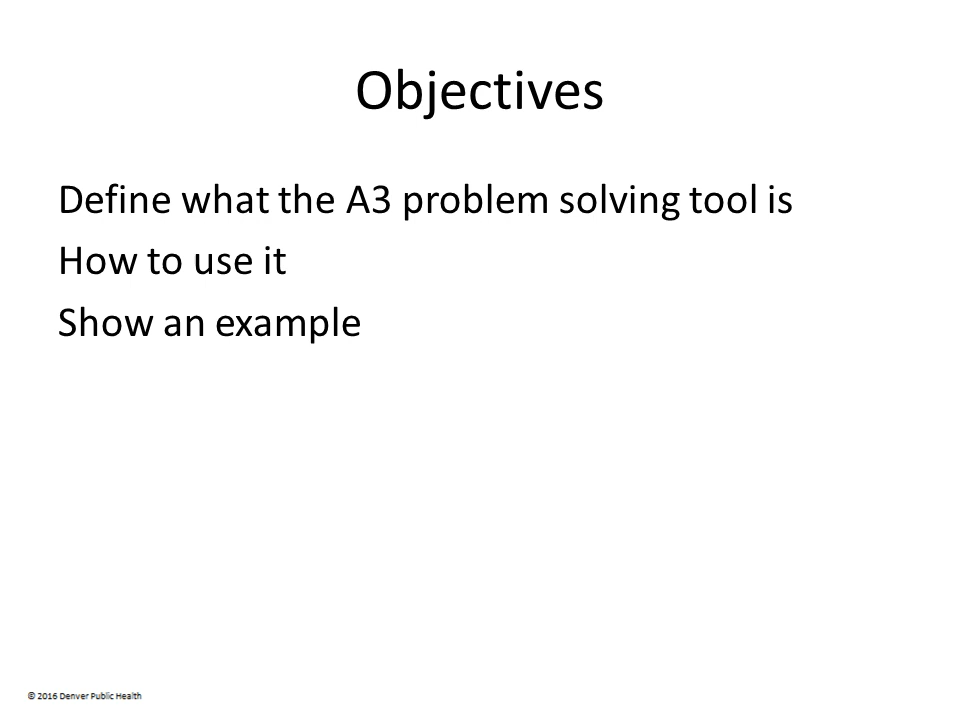 Objectives
Define what the A3 problem solving tool is
How to use it
Show an example
© 2016 Denver Public Health